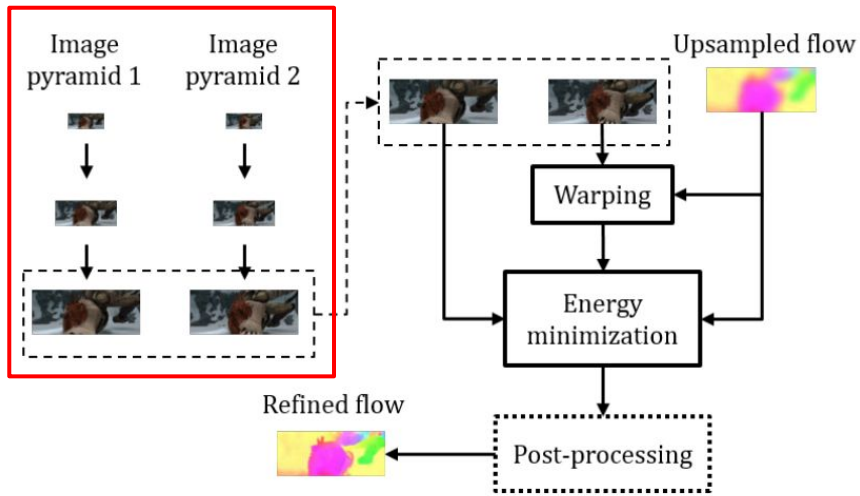 Image
pyramid 1
Image
pyramid 2
Upsampled flow
Warping
Energy
minimization
Refined flow
Post-processing